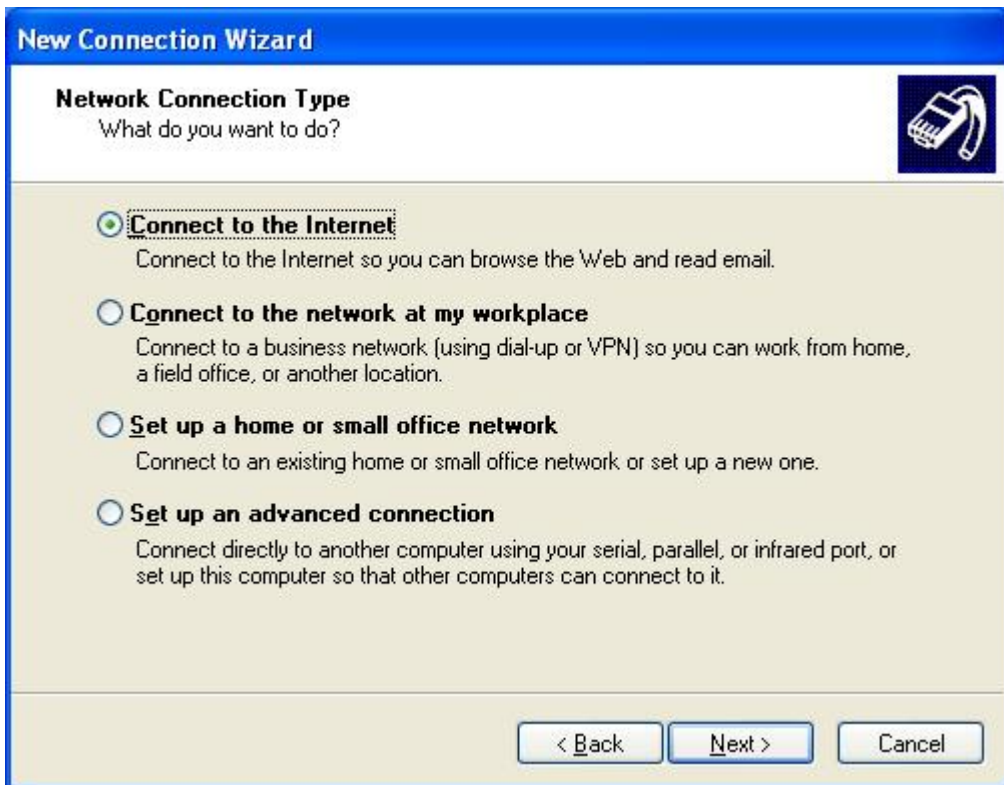 New Connection Wizard
Network Connection Type
What do you want to do?
Connect to the Internet
Connect to the Internet so you can browse the Web and read email.
Connect to the network at my workplace
Connect to a business network (using dial-up or VPN) so you can work from home,
a field office, or another location.
Set up a home or small office network
Connect to an existing home or small office network or set up a new one.
Set up an advanced connection
Connect directly to another computer using your serial, parallel, or infrared port, or
set up this computer so that other computers can connect to it.
< Back
Next >
Cancel